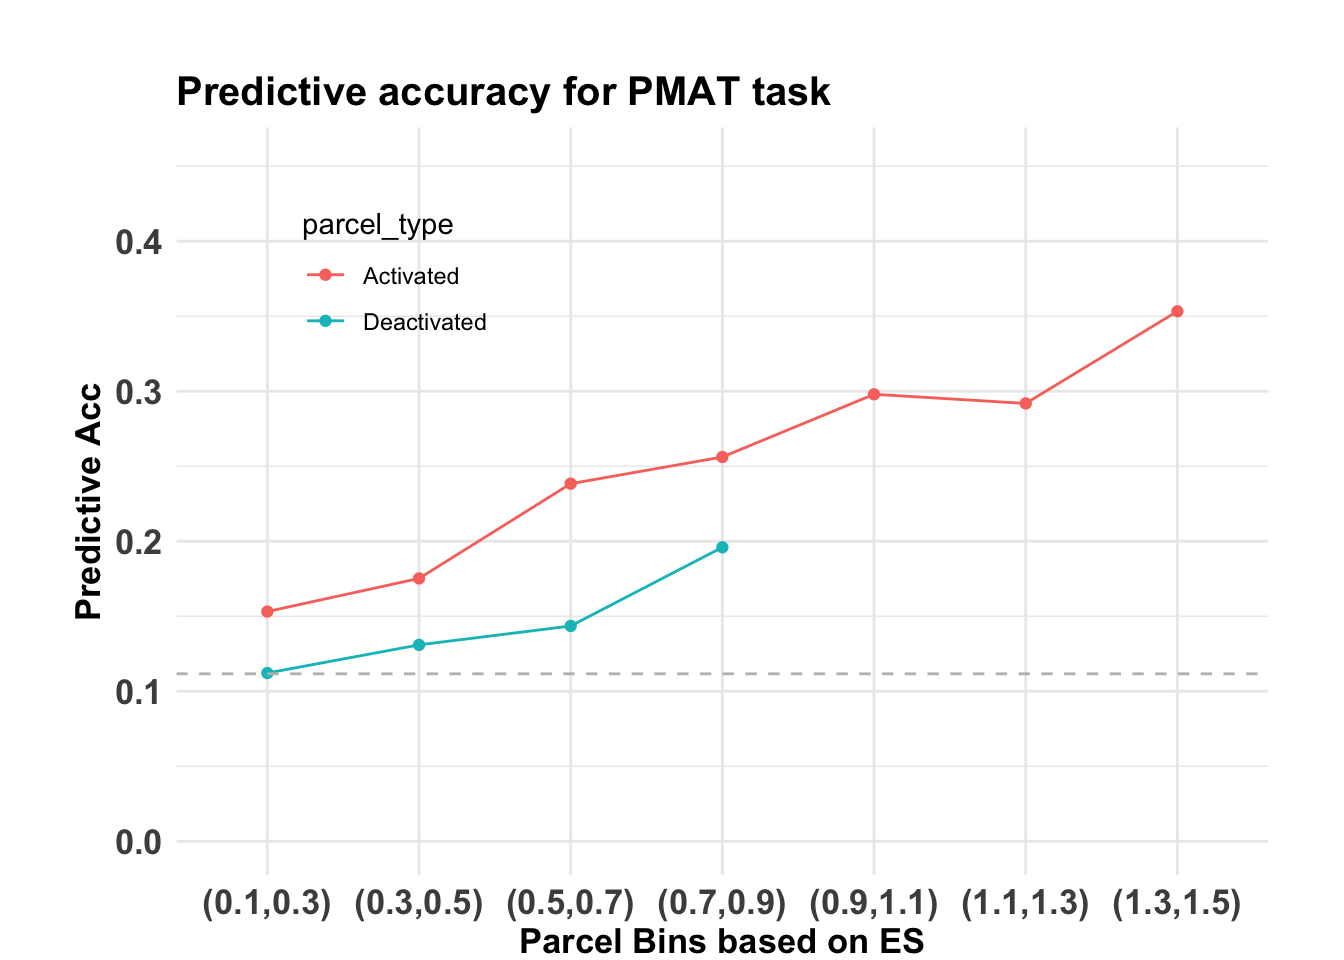 Predictive accuracy for PMAT task
parcel_type
Activated
Deactivated
Predictive Acc
0.4
0.3
0.2
0.1
0.0
(0.1,0.3) (0.3,0.5) (0.5,0.7) (0.7,0.9) (0.9,1.1) (1.1,1.3) (1.3,1.5)
Parcel Bins based on ES